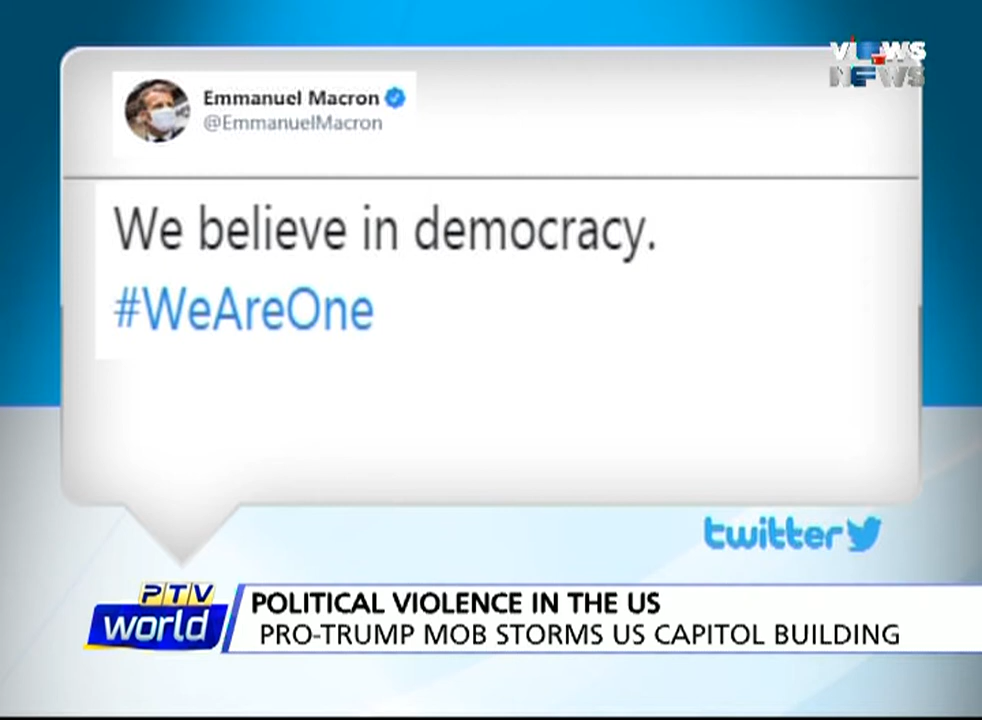 VIEWS
NEWS
Emmanuel Macron
@EmmanuelMacron
We believe in democracy.
#WeAreOne
twitter
PTV
world
POLITICAL VIOLENCE IN THE US
PRO-TRUMP MOB STORMS US CAPITOL BUILDING